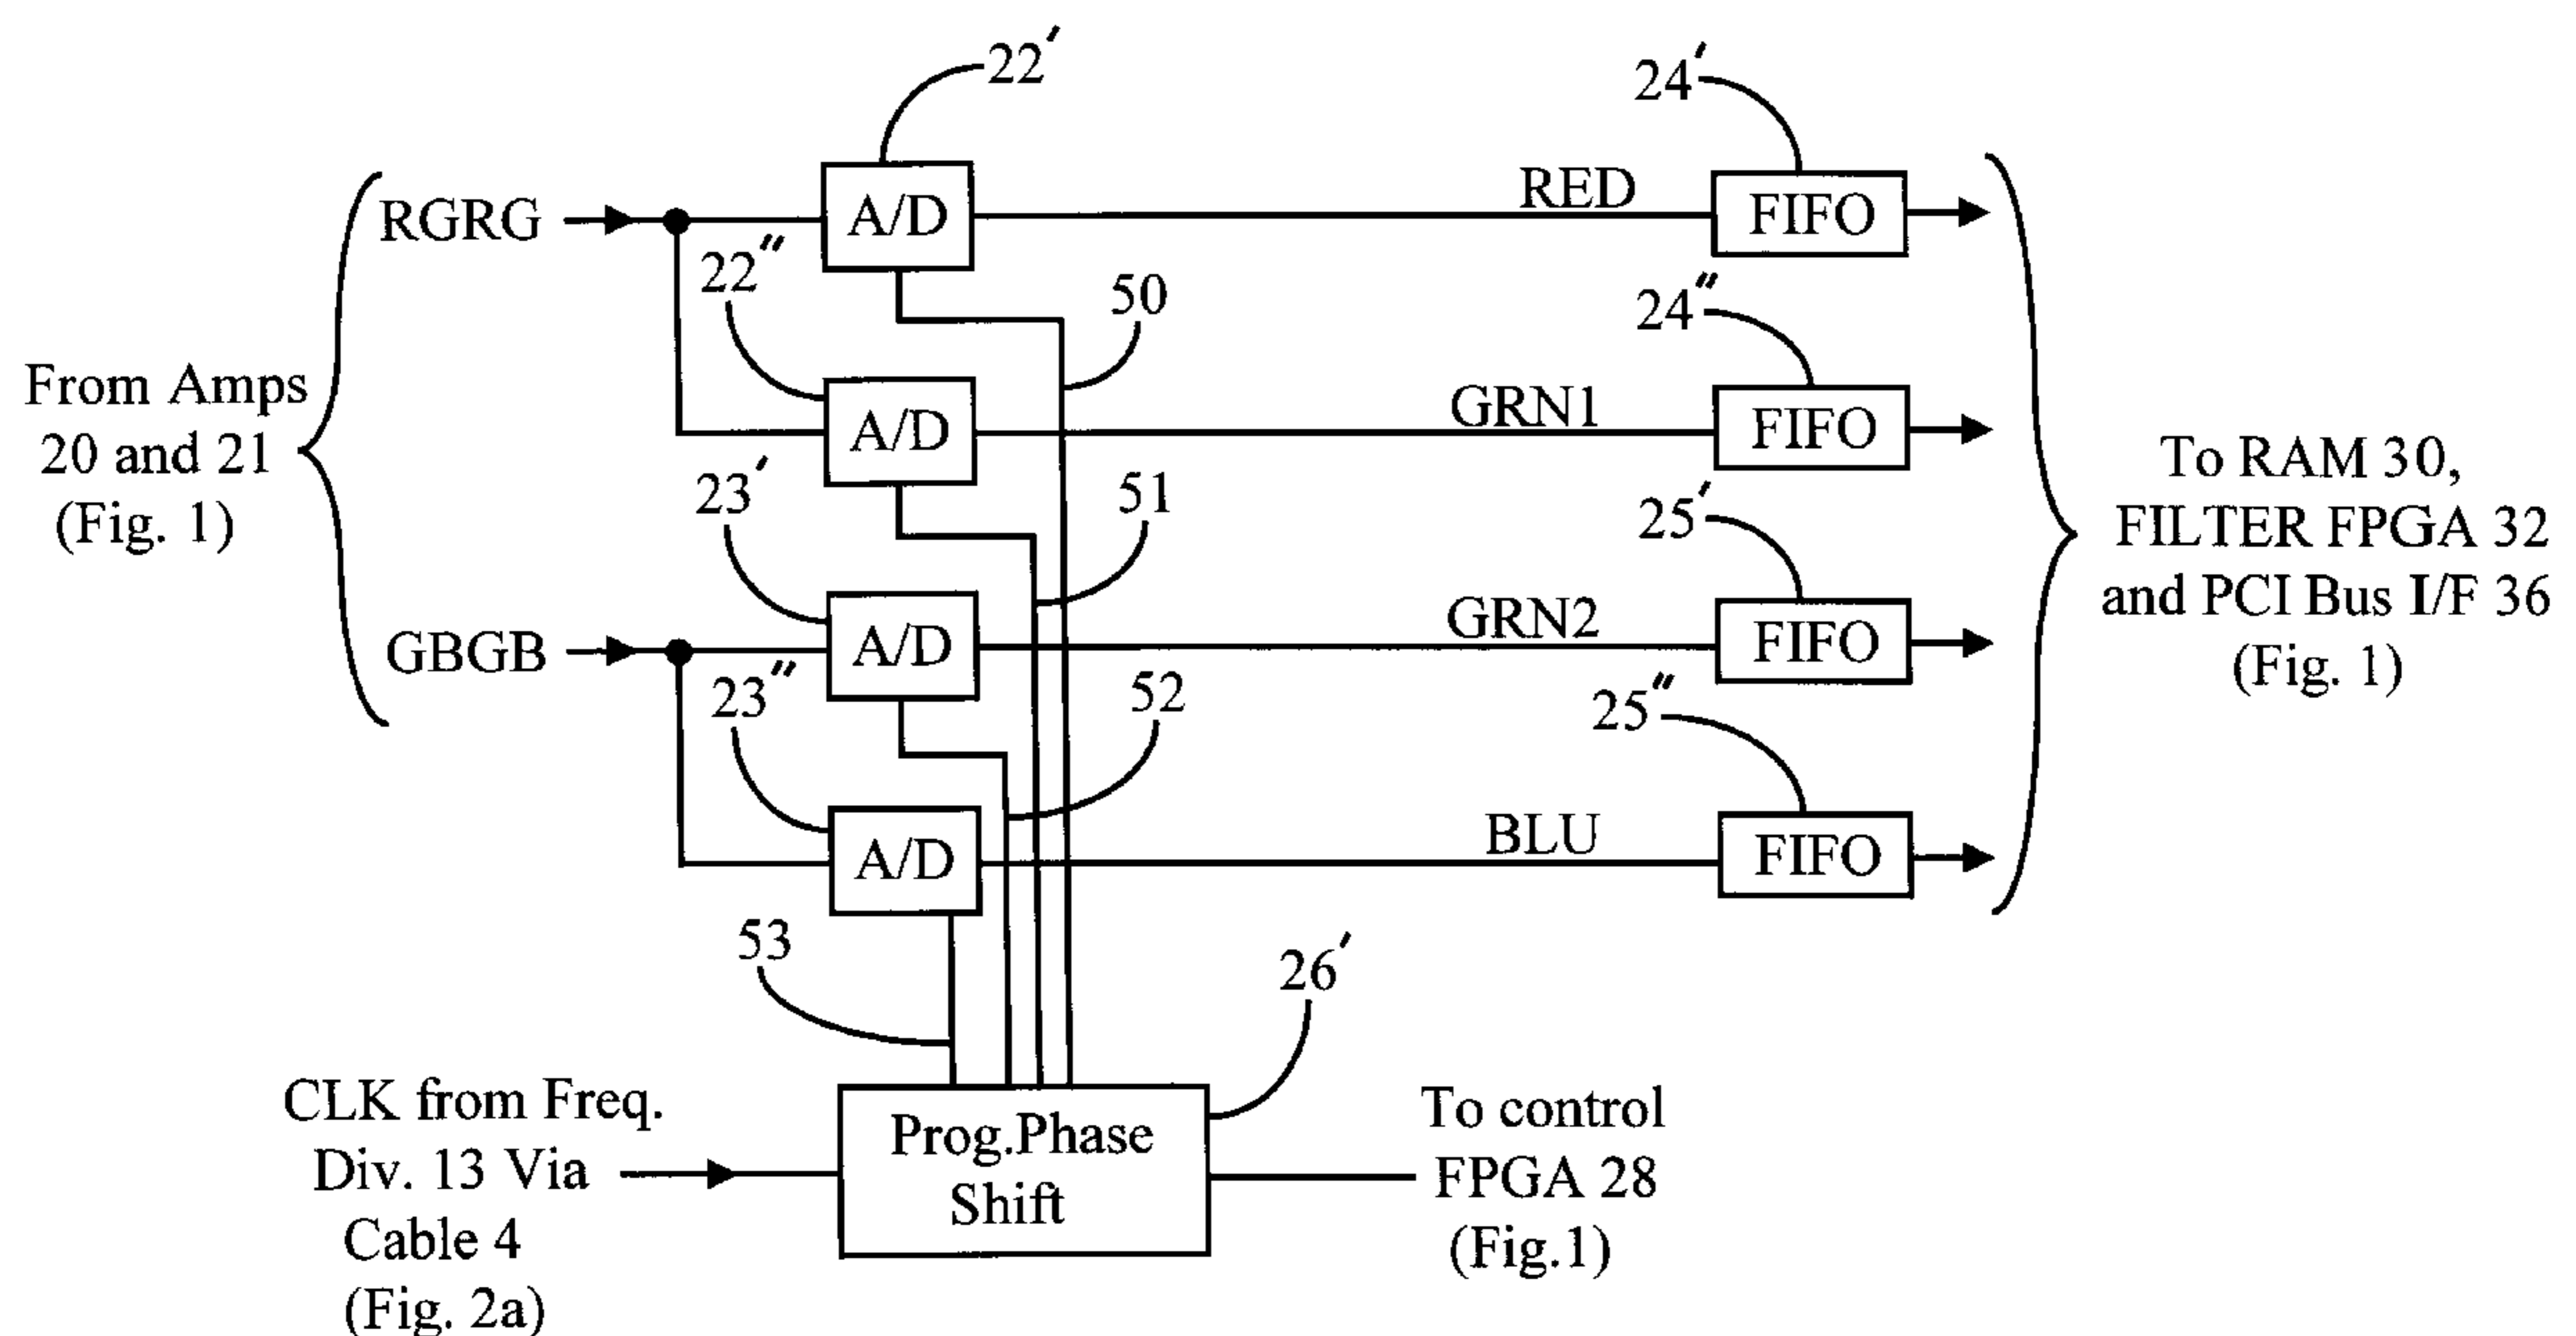 22'
24'
RGRG
A/D
RED
FIFO
22"
50
24"
From Amps
20 and 21
(Fig. 1)
A/D
GRN1
FIFO
To RAM 30,
FILTER FPGA 32
and PCI Bus I/F 36
(Fig. 1)
23'
51
25'
GBGB
A/D
GRN2
FIFO
23"
52
25"
A/D
BLU
FIFO
53
26'
CLK from Freq.
Div. 13 Via
Cable 4
(Fig. 2a)
Prog.Phase
Shift
To control
FPGA 28
(Fig.1)